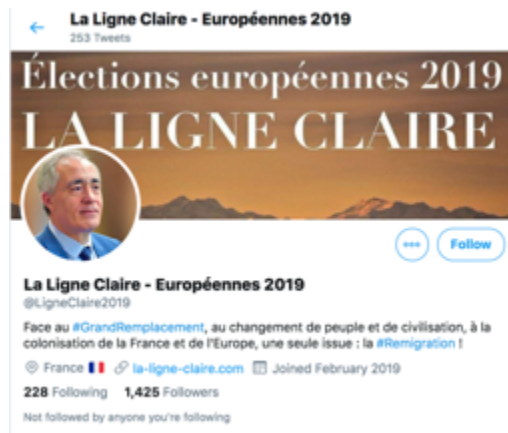 La Ligne Claire - Européennes 2019
253 Tweets
Élections européennes 2019
LA LIGNE CLAIRE
Follow
La Ligne Claire - Européennes 2019
@LigneClaire2019
Face au #GrandRemplacement, au changement de peuple et de civilisation, à la
colonisation de la France et de l'Europe, une seule issue : la #Remigration !
France la-ligne-claire.com Joined February 2019
228 Following 1,425 Followers
Not followed by anyone you're following